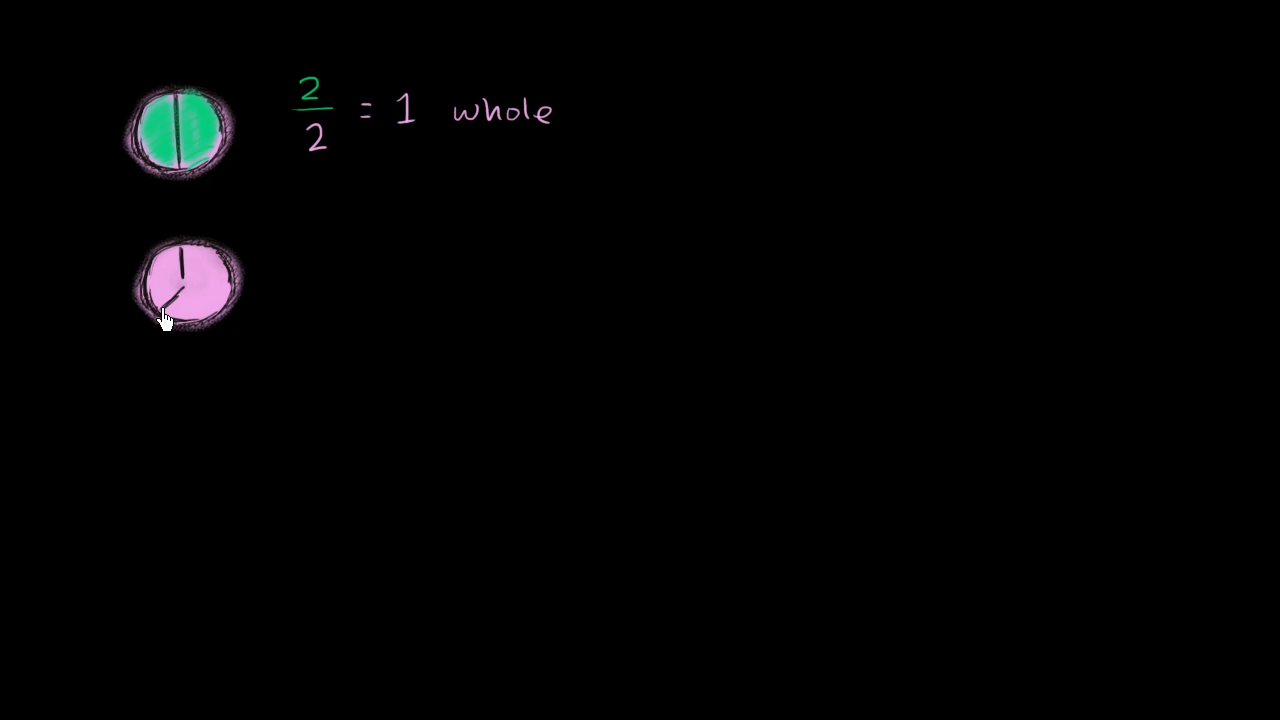 2/2 = 1 whole